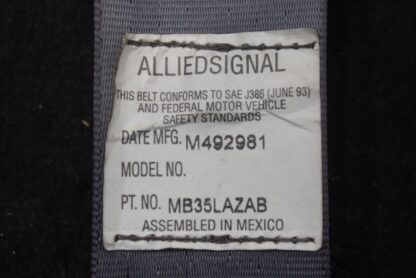 ALLIEDSIGNAL
THIS BELT CONFORMS TO SAE J386 (JUNE 93)
AND FEDERAL MOTOR VEHICLE
SAFETY STANDARDS
DATE MFG. M492981
MODEL NO.
PT. NO. MB35LAZAB
ASSEMBLED IN MEXICO